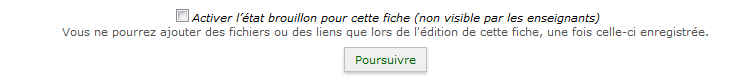 Activer l’état brouillon pour cette fiche (non visible par les enseignants)
Vous ne pourrez ajouter des fichiers ou des liens que lors de l'édition de cette fiche, une fois celle-ci enregistrée.
Poursuivre